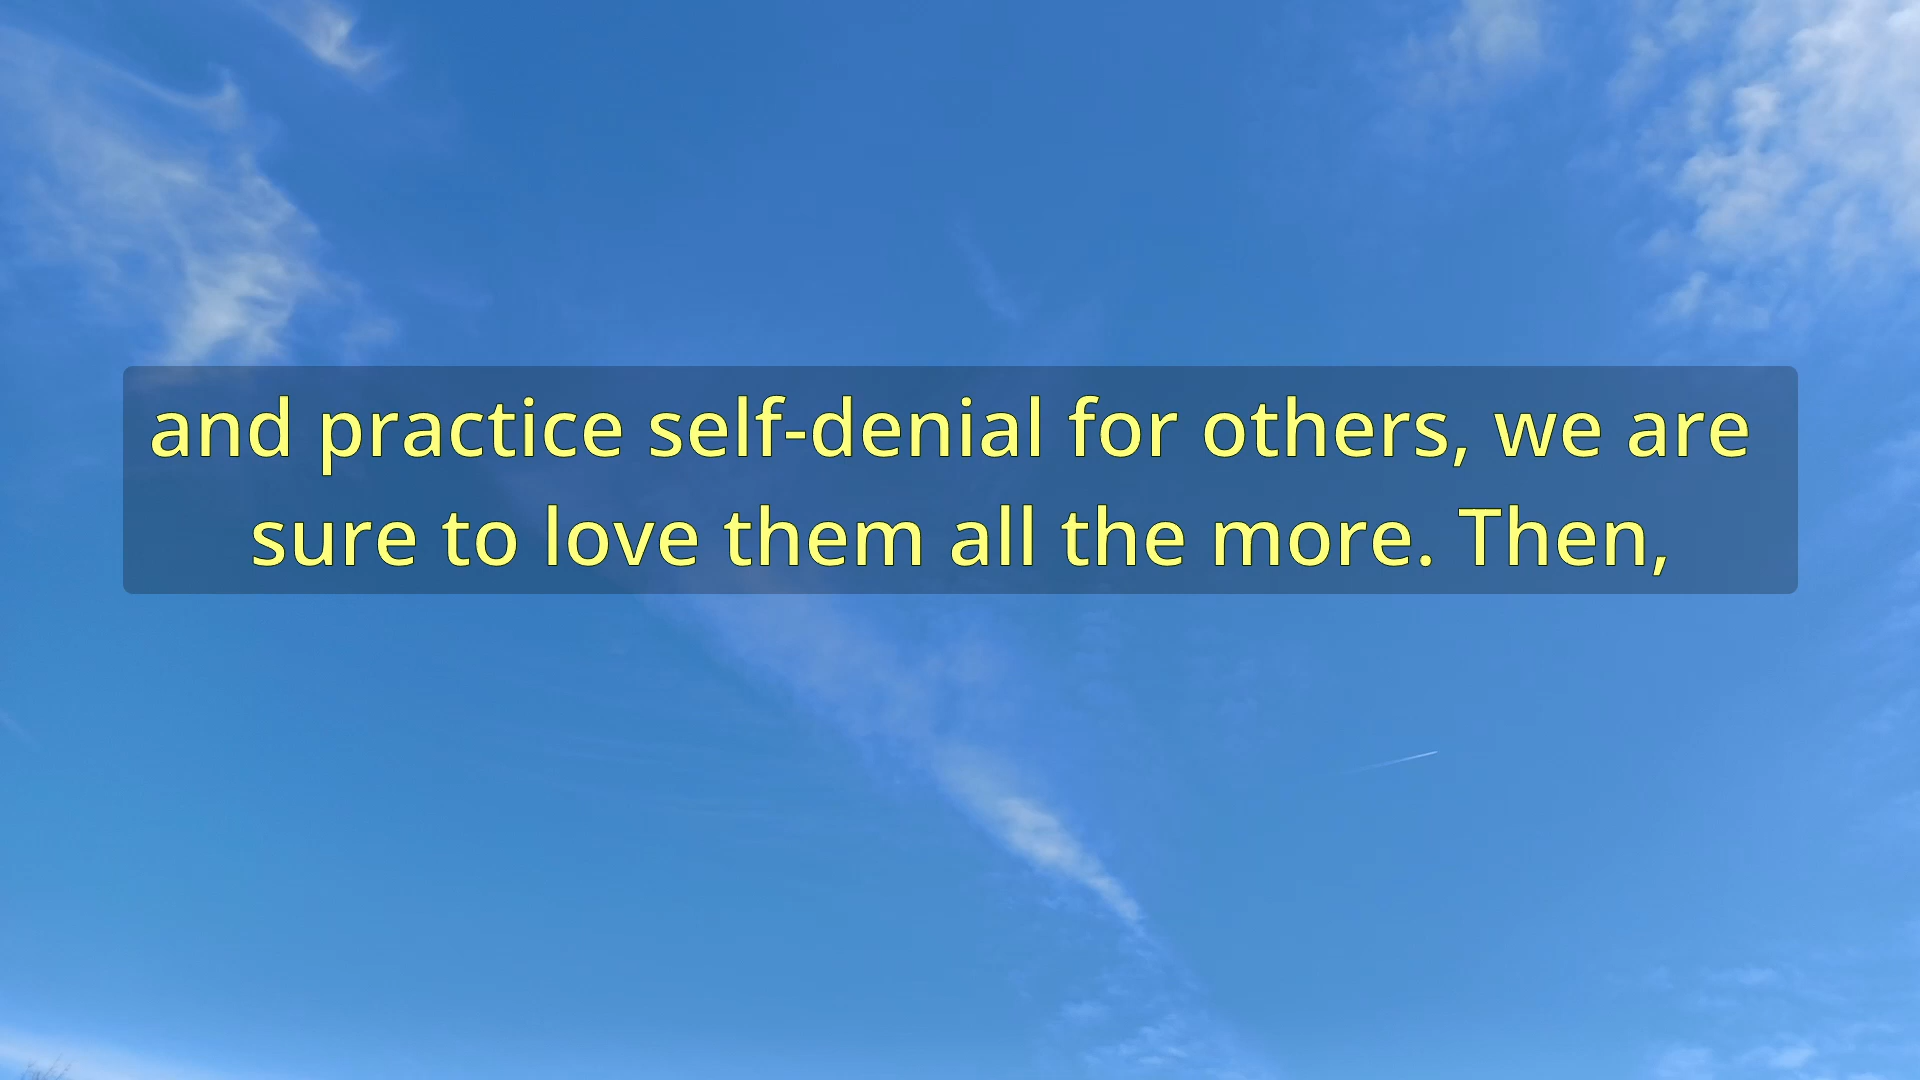 and practice self-denial for others, we are
sure to love them all the more. Then,